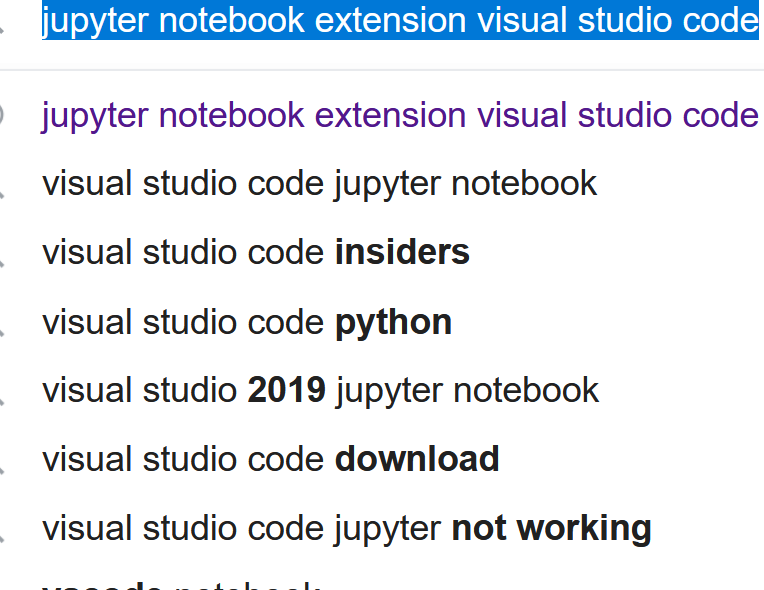 jupyter notebook extension visual studio code
jupyter notebook extension visual studio code
visual studio code jupyter notebook
visual studio code insiders
visual studio code python
visual studio 2019 jupyter notebook
visual studio code download
visual studio code jupyter not working
vscode notebook